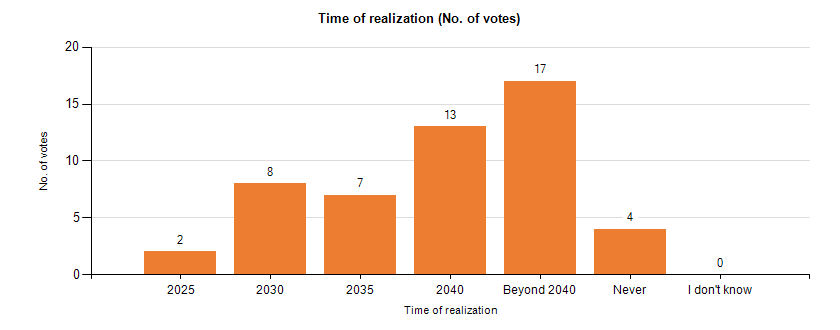 Time of realization (No. of votes)
No. of votes
20
15
10
5
0
2
8
7
13
17
4
0
2025
2030
2035
2040
Beyond 2040
Never
I don't know
Time of realization